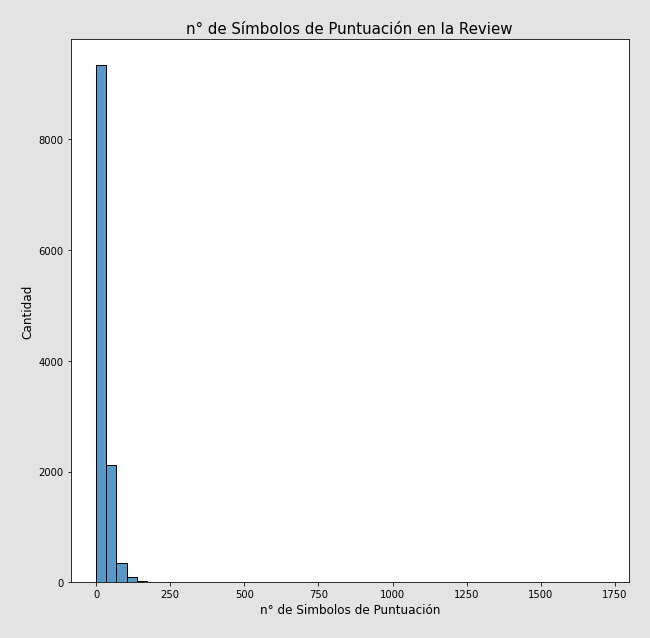 n° de Símbolos de Puntuación en la Review
8000
6000
4000
2000
0
Cantidad
0 250 500 750 1000 1250 1500 1750
n° de Simbolos de Puntuación